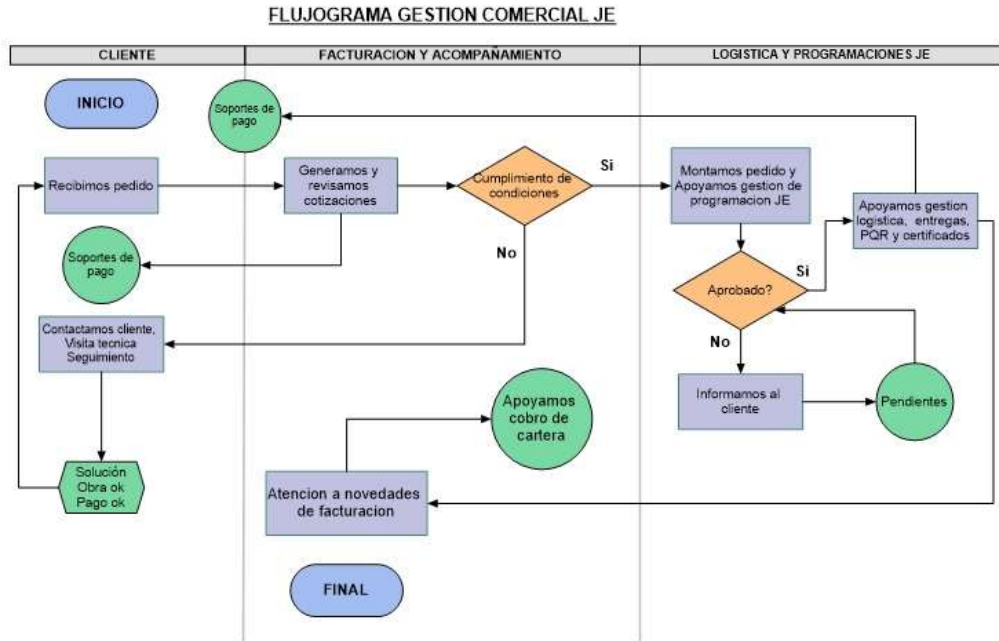 FLUJOGRAMA GESTION COMERCIAL JE
CLIENTE
FACTURACION Y ACOMPAÑAMIENTO
LOGISTICA Y PROGRAMACIONES JE
INICIO
Soportes de
pago
Recibimos pedido
Generamos y
revisamos
cotizaciones
Cumplimiento de
condiciones
Si
No
Montamos pedido y
Apoyamos gestion de
programacion JE
Apoyamos gestion
logistica, entregas,
PQR y certificados
Soportes de
pago
Aprobado?
Si
No
Contactamos cliente,
Visita tecnica
Seguimiento
Informamos al
cliente
Pendientes
Apoyamos
cobro de
cartera
Solución
Obra ok
Pago ok
Atencion a novedades
de facturacion
FINAL